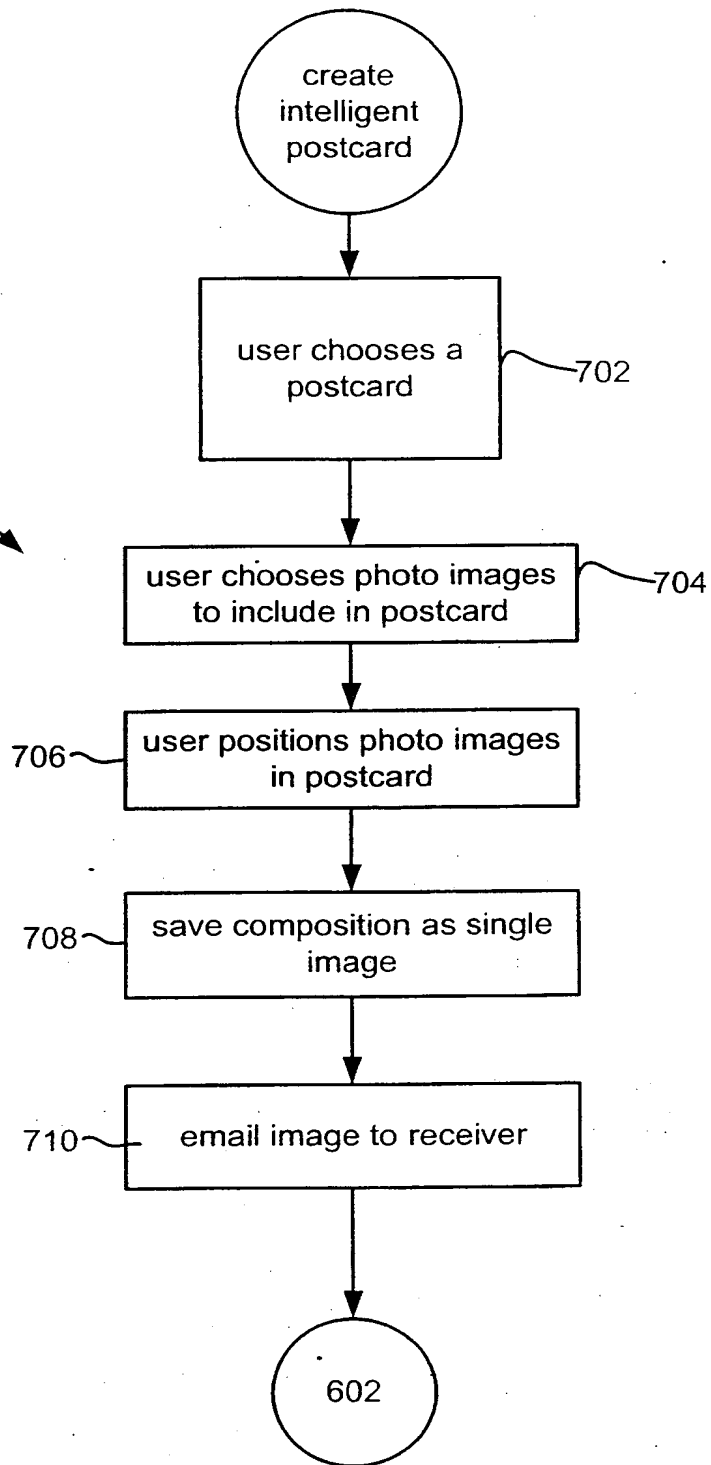 create
intelligent
postcard
user chooses a
postcard
702
user chooses photo images
to include in postcard
704
706
user positions photo images
in postcard
708
save composition as single
image
710
email image to receiver
602